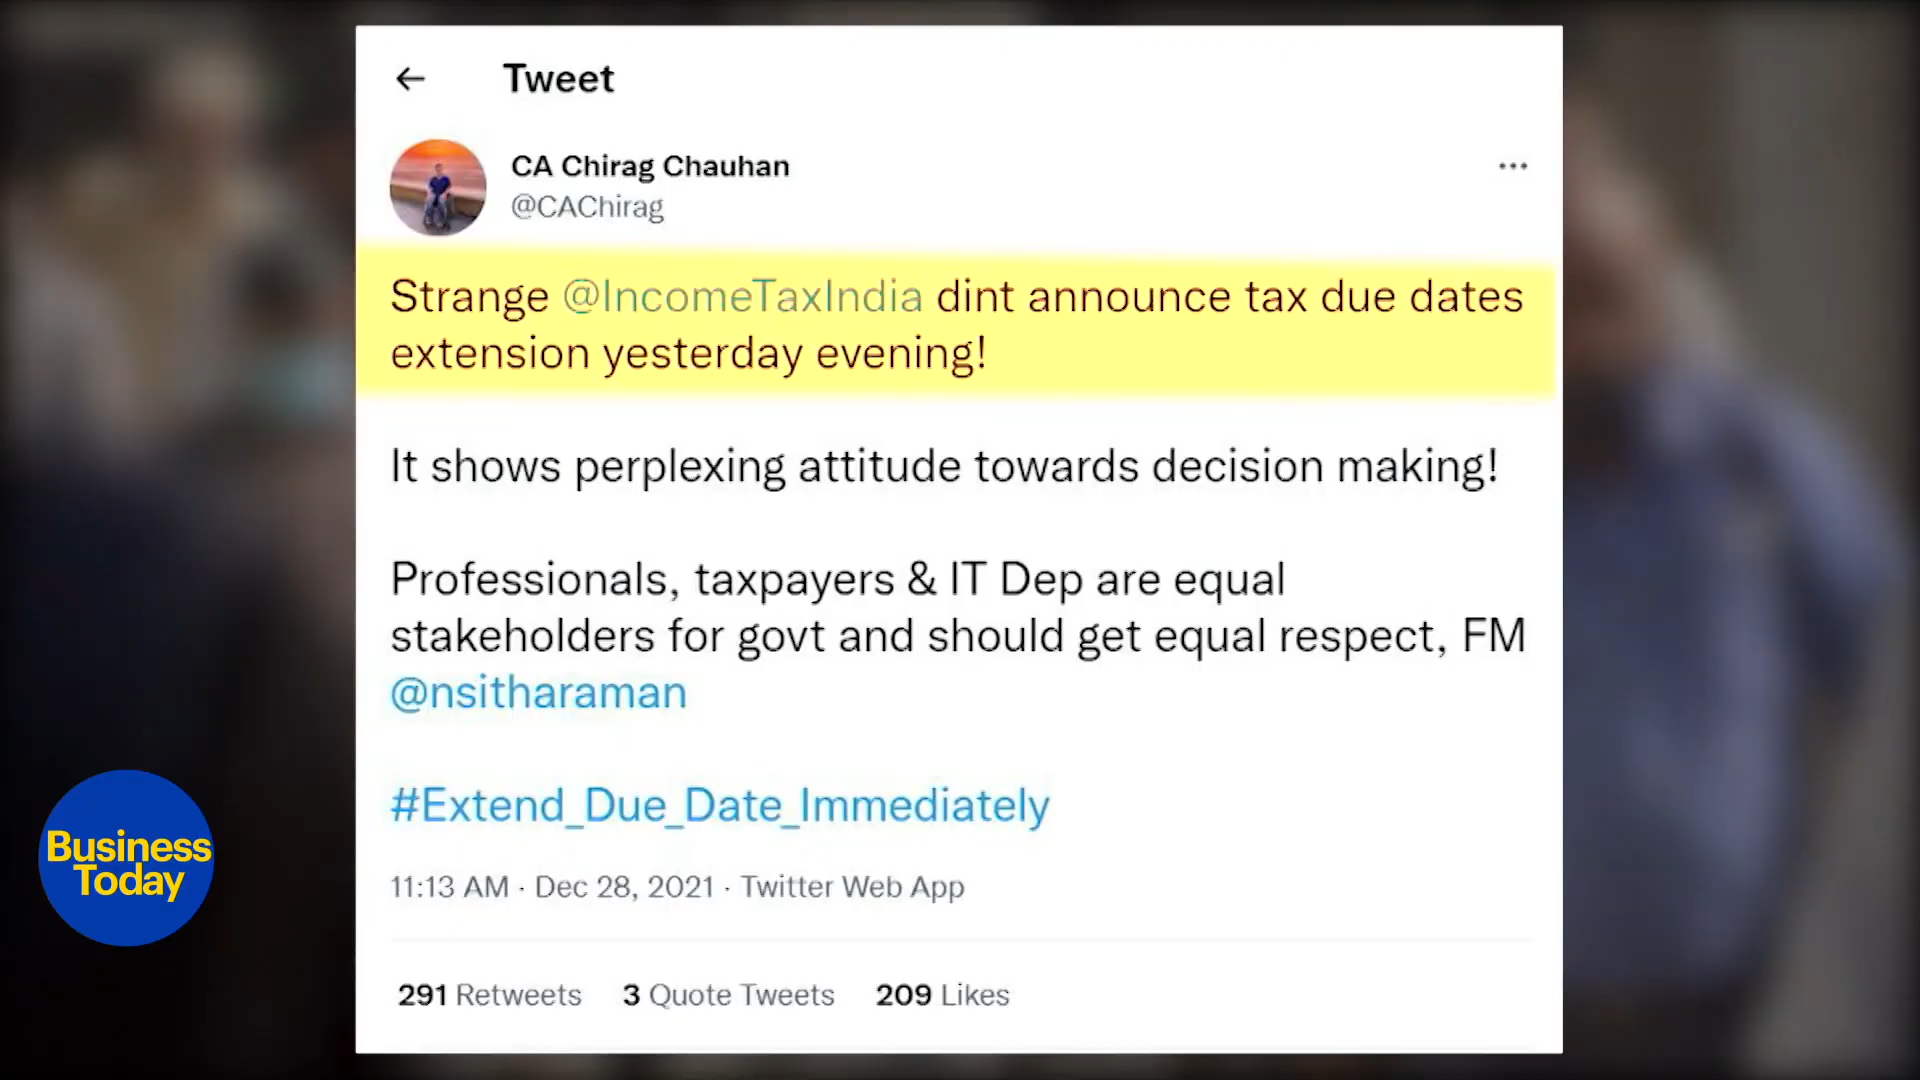 Tweet
CA Chirag Chauhan
@CAChirag
Strange @IncomeTaxIndia dint announce tax due dates
extension yesterday evening!
It shows perplexing attitude towards decision making!
Professionals, taxpayers & IT Dep are equal
stakeholders for govt and should get equal respect, FM
@nsitharaman
#Extend_Due_Date_Immediately
11:13 AM · Dec 28, 2021 · Twitter Web App
291 Retweets 3 Quote Tweets 209 Likes
Business
Today